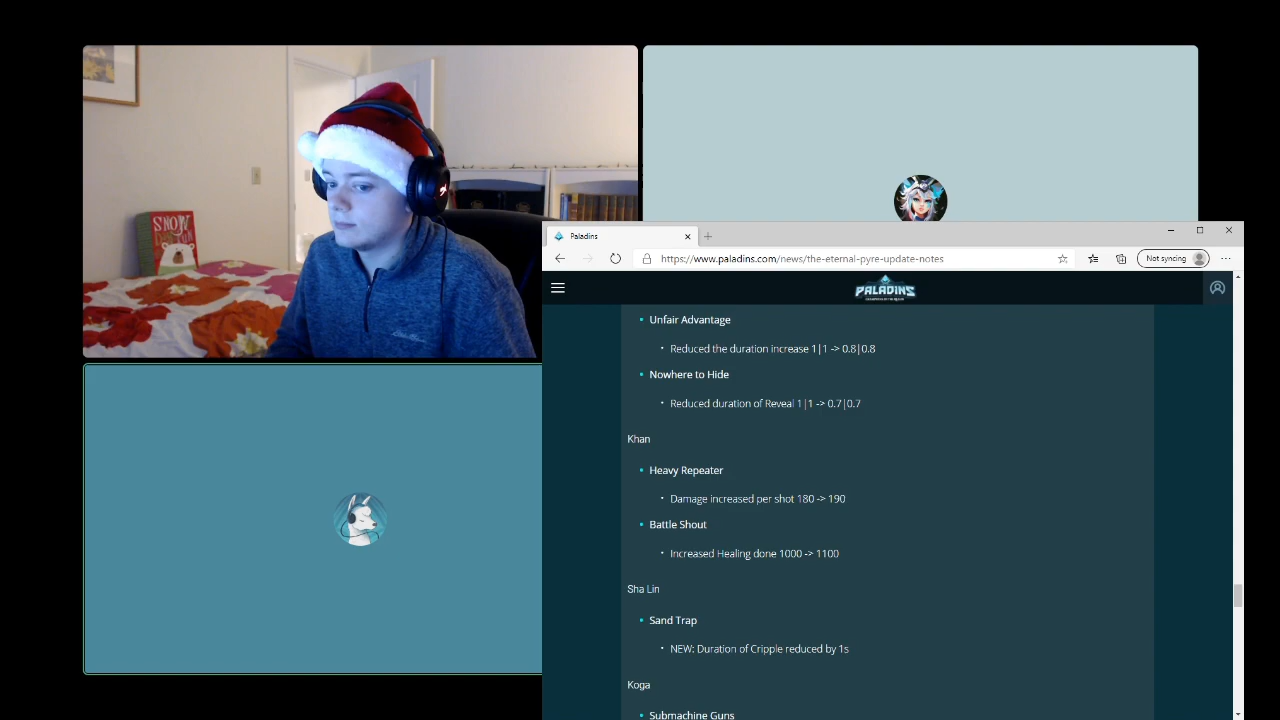 SNOW
Paladins
https://www.paladins.com/news/the-eternal-pyre-update-notes
Not syncing
PALADINS
Unfair Advantage
Reduced the duration increase 1|1 -> 0.8|0.8
Nowhere to Hide
Reduced duration of Reveal 1|1 -> 0.7|0.7
Khan
Heavy Repeater
Damage increased per shot 180 -> 190
Battle Shout
Increased Healing done 1000 -> 1100
Sha Lin
Sand Trap
NEW: Duration of Cripple reduced by 1s
Koga
Submachine Guns